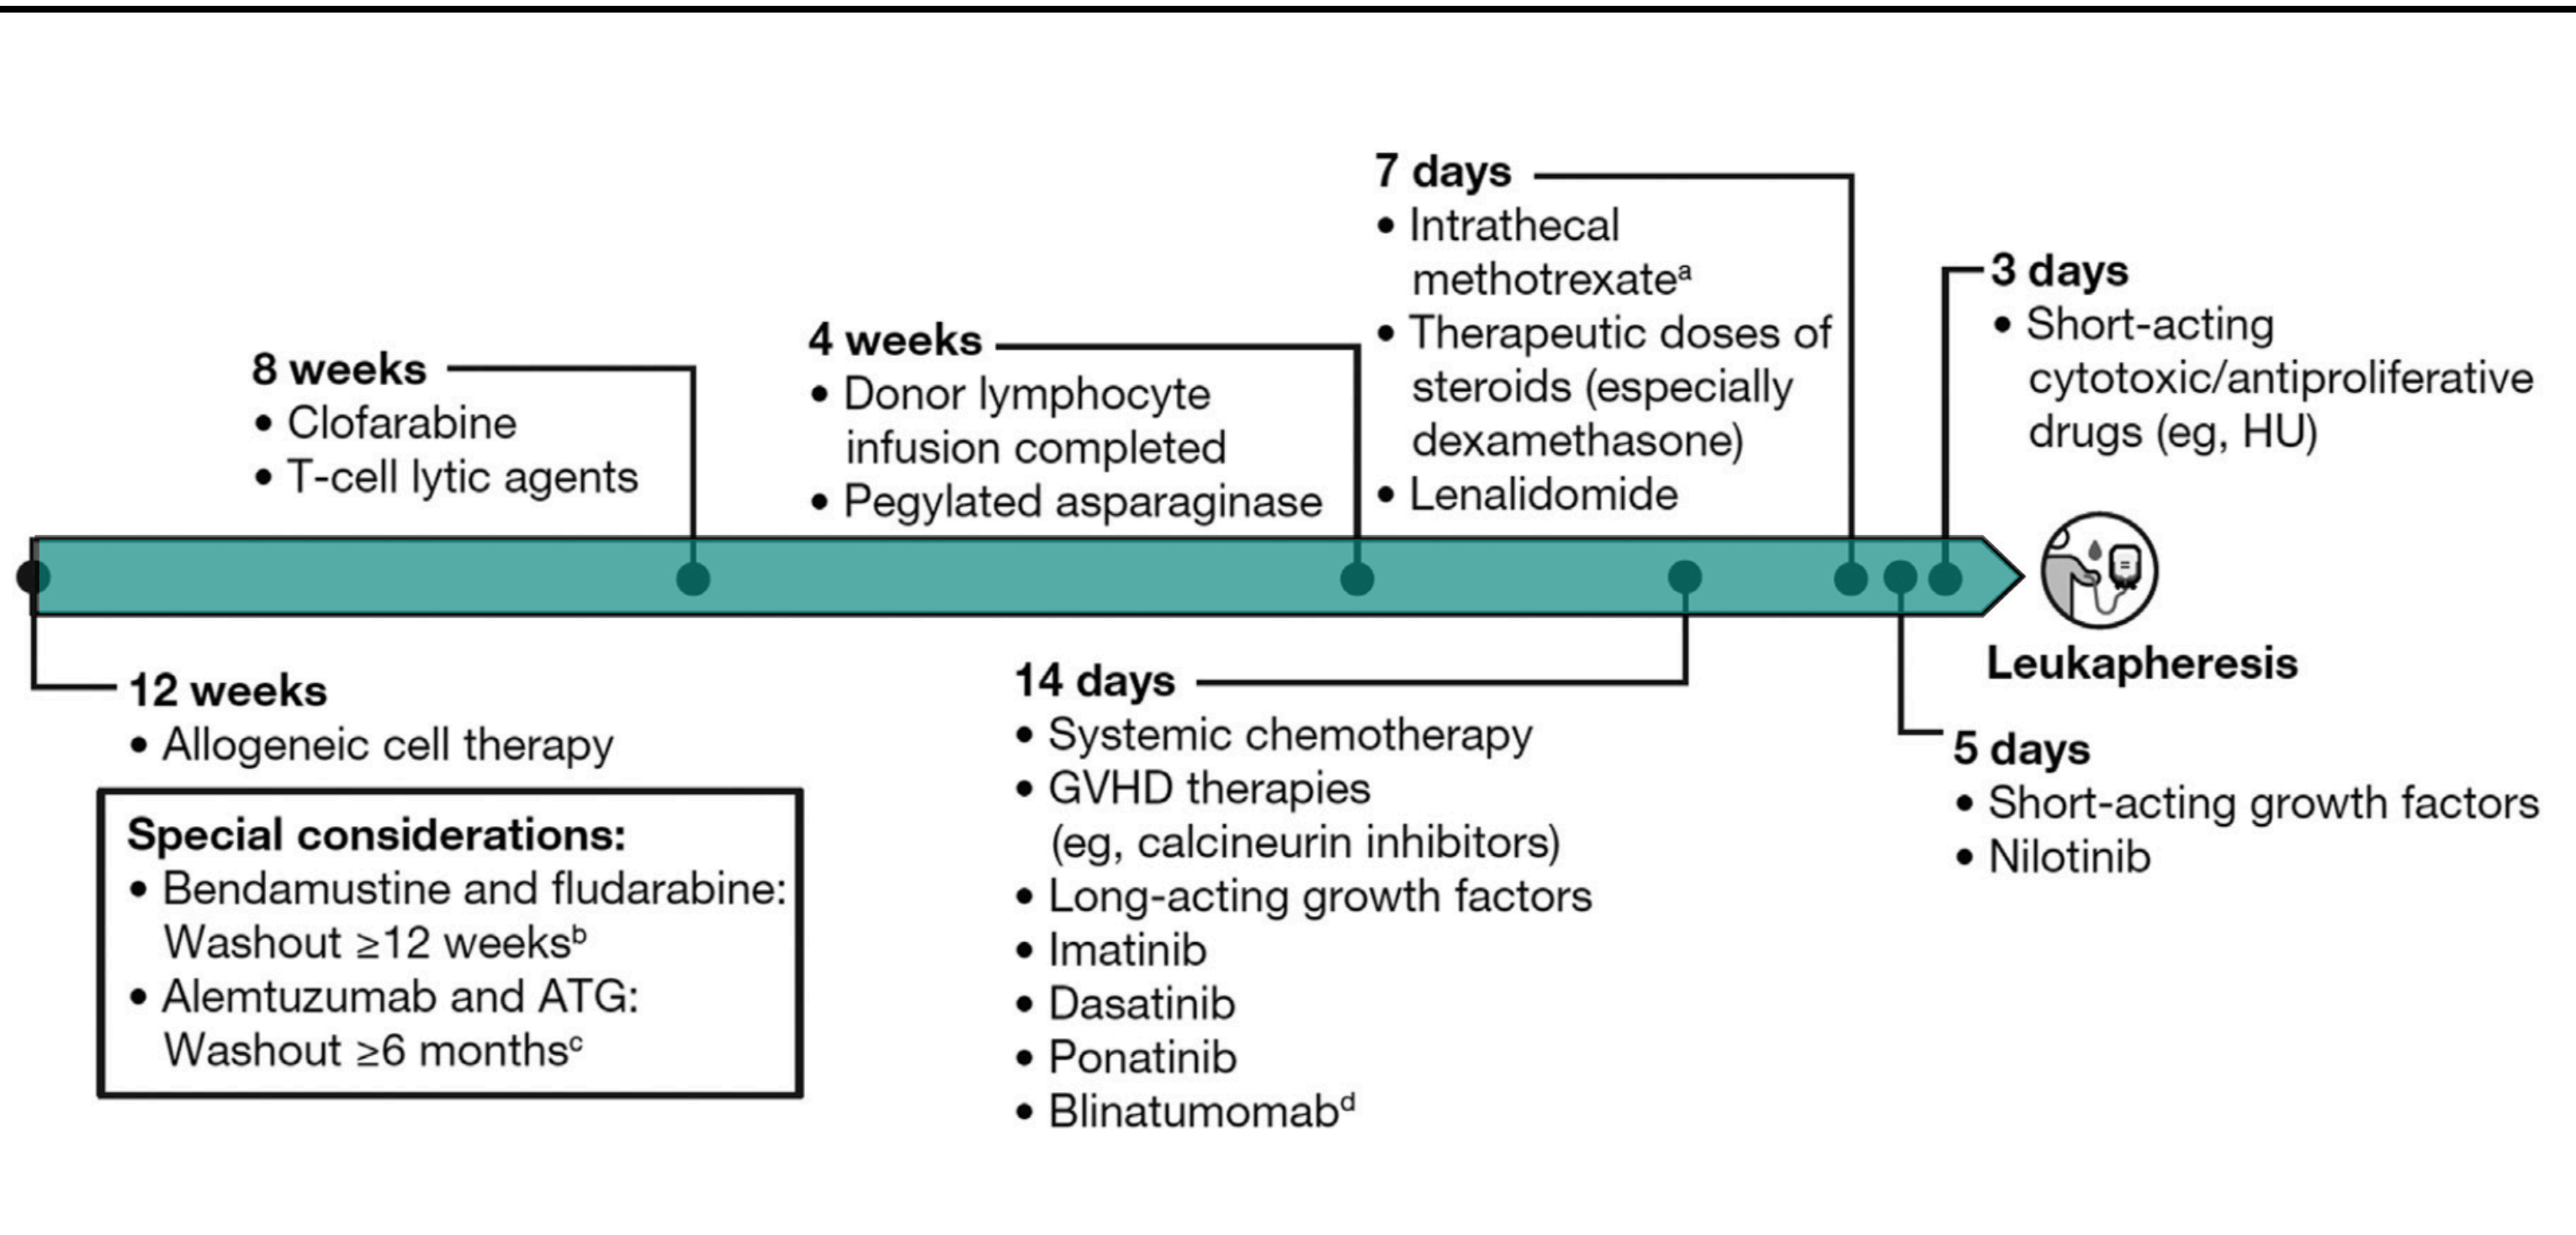 7 days
• Intrathecal
methotrexateᵃ
• Therapeutic doses of
steroids (especially
dexamethasone)
• Lenalidomide
3 days
• Short-acting
cytotoxic/antiproliferative
drugs (eg, HU)
4 weeks
• Donor lymphocyte
infusion completed
• Pegylated asparaginase
8 weeks
• Clofarabine
• T-cell lytic agents
Leukapheresis
12 weeks
• Allogeneic cell therapy
Special considerations:
• Bendamustine and fludarabine:
Washout ≥12 weeksᵇ
• Alemtuzumab and ATG:
Washout ≥6 monthsᶜ
14 days
• Systemic chemotherapy
• GVHD therapies
(eg, calcineurin inhibitors)
• Long-acting growth factors
• Imatinib
• Dasatinib
• Ponatinib
• Blinatumomabᵈ
5 days
• Short-acting growth factors
• Nilotinib